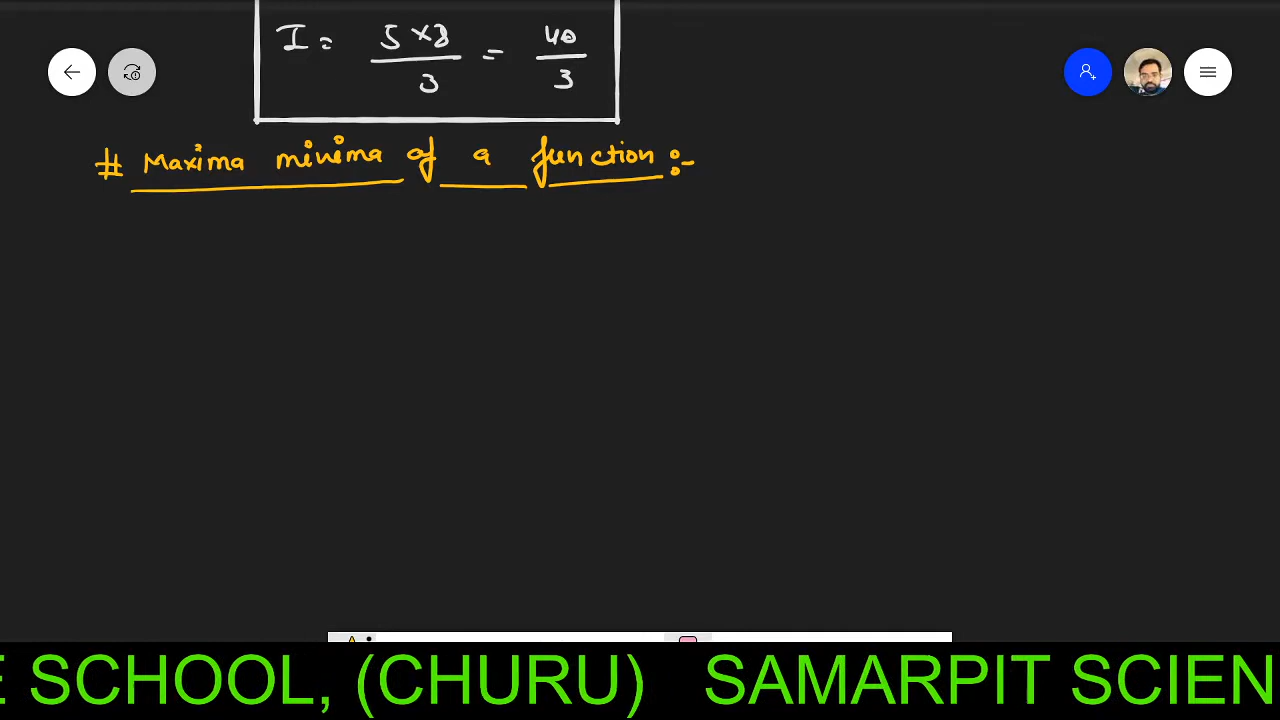 I = 5×8/3 = 40/3
# Maxima minima of a function :-
E SCHOOL, (CHURU) SAMARPIT SCIEN